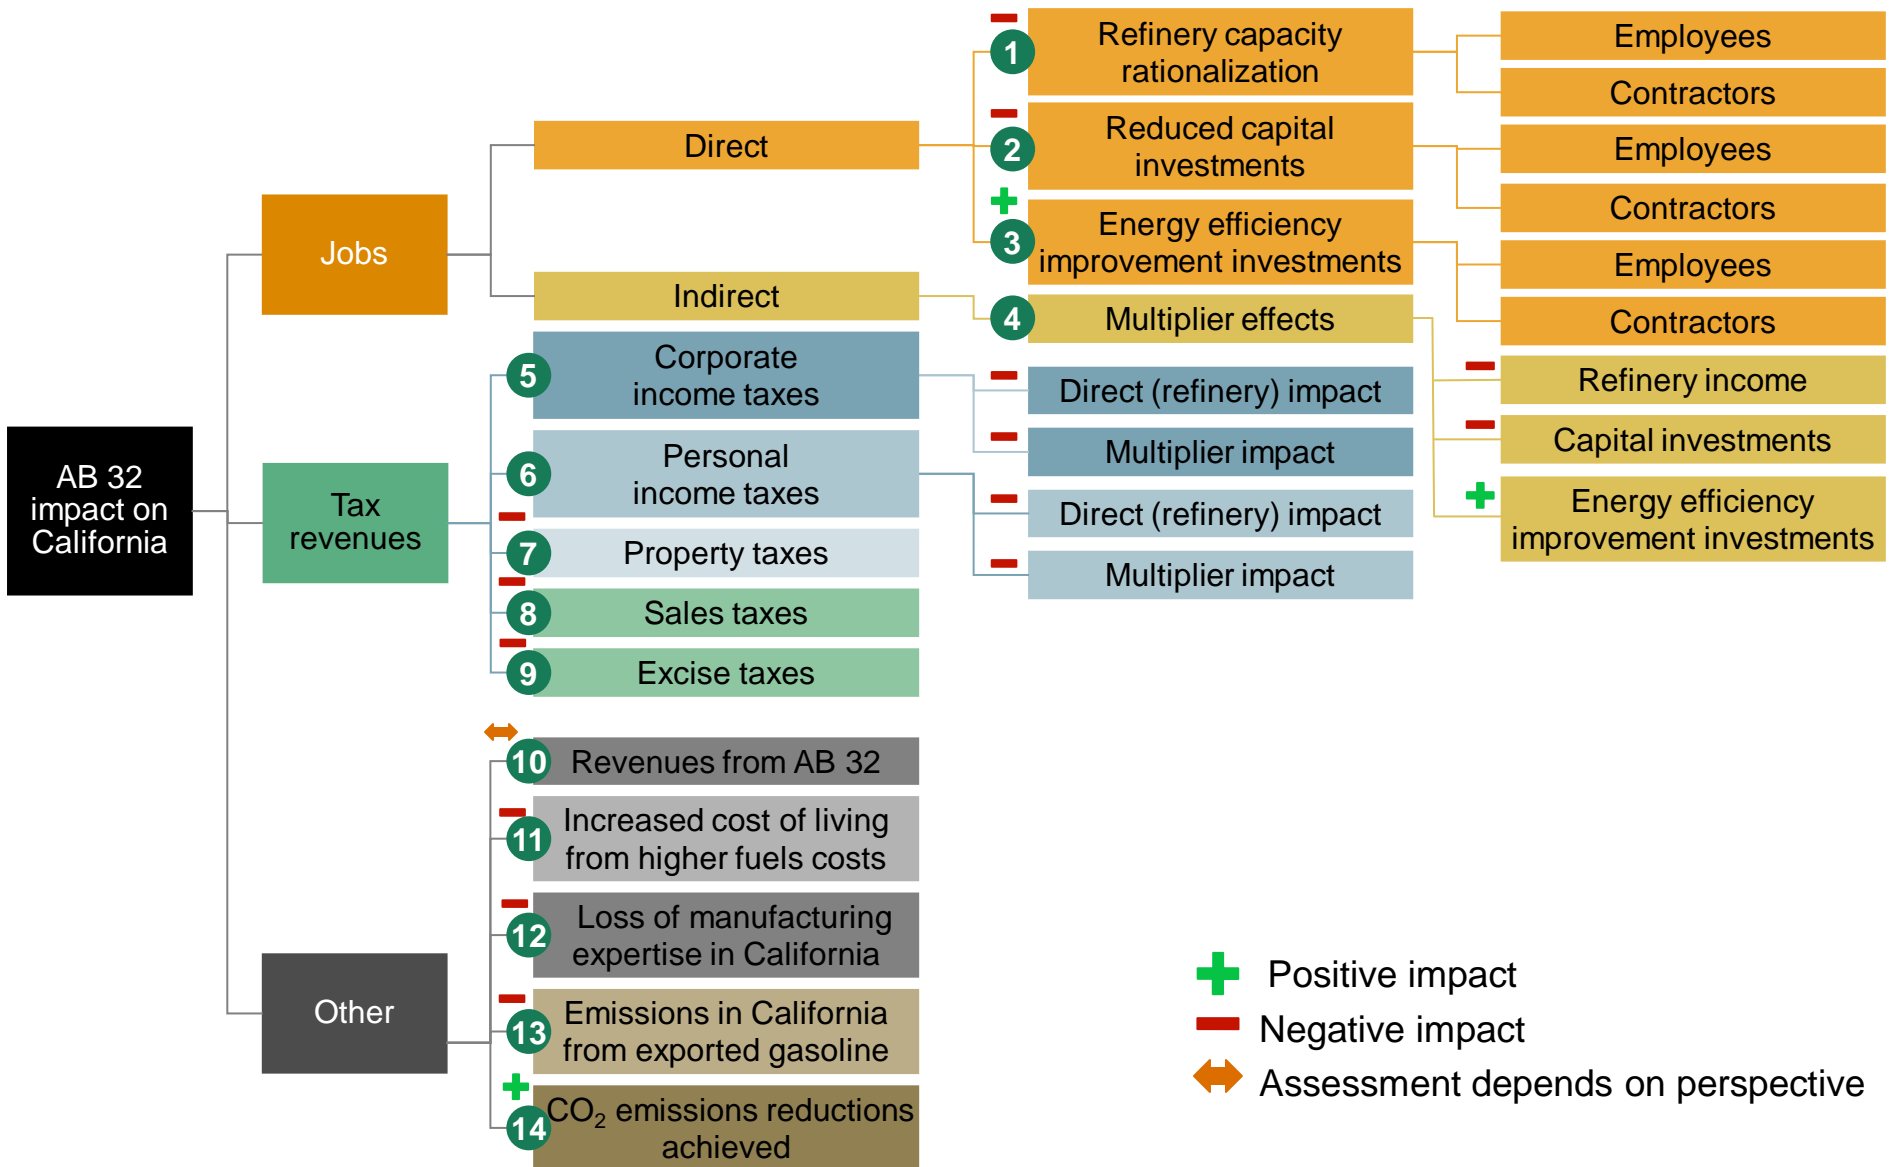 AB 32
impact on
California
Jobs
Direct
1
Refinery capacity
rationalization
Employees
Contractors
2
Reduced capital
investments
Employees
Contractors
3
Energy efficiency
improvement investments
Employees
Contractors
Indirect
4
Multiplier effects
Refinery income
Capital investments
Energy efficiency
improvement investments
Tax
revenues
5
Corporate
income taxes
Direct (refinery) impact
Multiplier impact
6
Personal
income taxes
Direct (refinery) impact
Multiplier impact
7
Property taxes
8
Sales taxes
9
Excise taxes
Other
10
Revenues from AB 32
11
Increased cost of living
from higher fuels costs
12
Loss of manufacturing
expertise in California
13
Emissions in California
from exported gasoline
14
CO₂ emissions reductions
achieved
Positive impact
Negative impact
Assessment depends on perspective